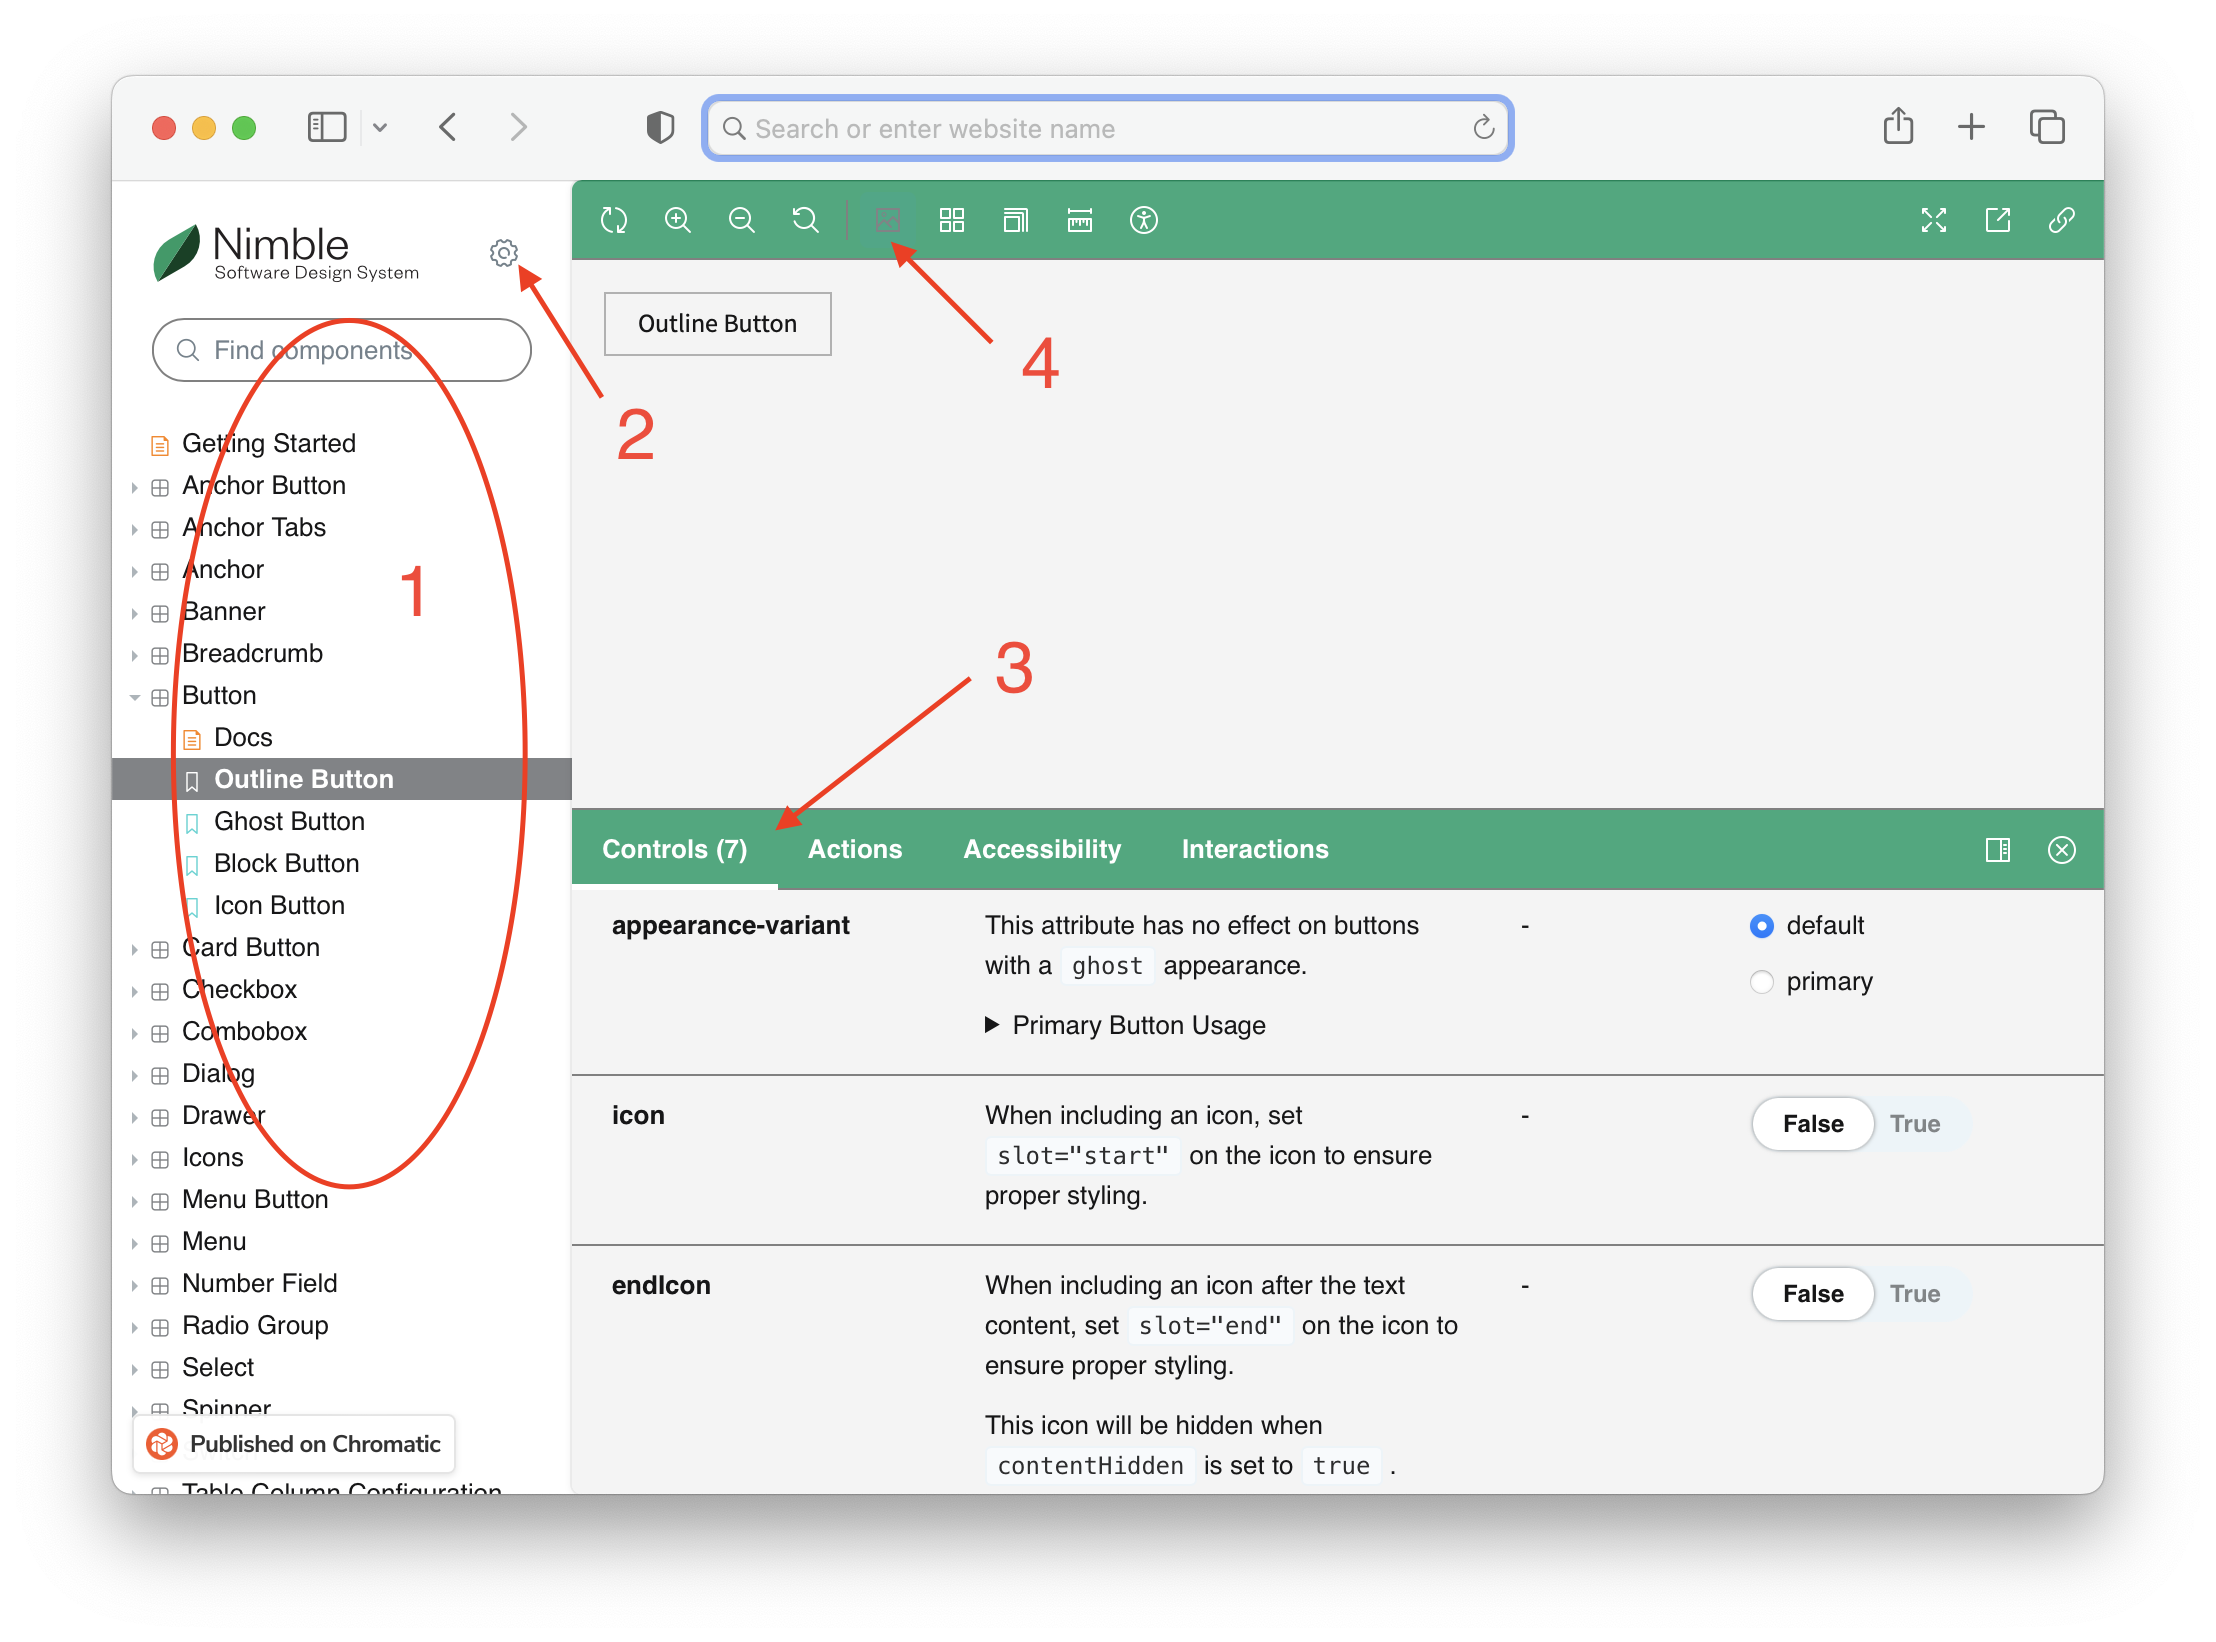 Search or enter website name
Nimble
Software Design System
Find components
Getting Started
Anchor Button
Anchor Tabs
Anchor
Banner
Breadcrumb
Button
Docs
Outline Button
Ghost Button
Block Button
Icon Button
Card Button
Checkbox
Combobox
Dialog
Drawer
Icons
Menu Button
Menu
Number Field
Radio Group
Select
Spinner
Published on Chromatic
Table Column Configuration
1
2
Outline Button
4
3
Controls (7) Actions Accessibility Interactions
appearance-variant
This attribute has no effect on buttons
with a ghost appearance.
Primary Button Usage
-
default
primary
icon
When including an icon, set
slot="start" on the icon to ensure
proper styling.
-
False True
endIcon
When including an icon after the text
content, set slot="end" on the icon to
ensure proper styling.
This icon will be hidden when
contentHidden is set to true .
-
False True